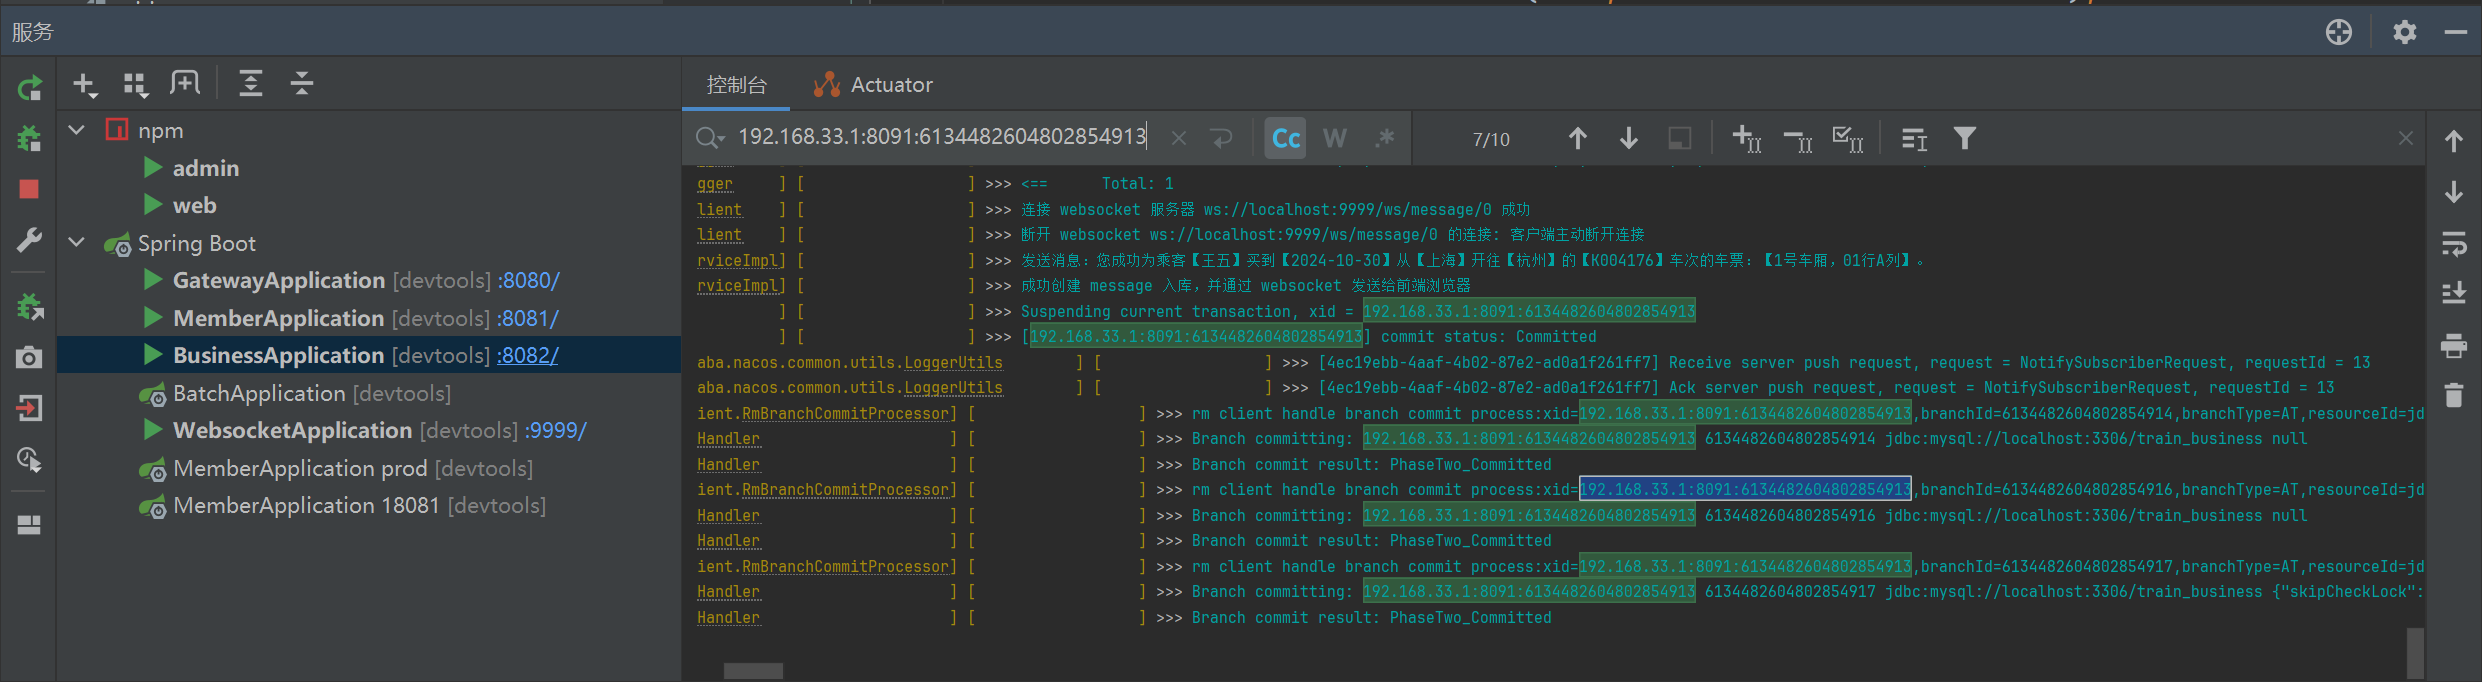 服务
npm
admin
web
Spring Boot
GatewayApplication [devtools] :8080/
MemberApplication [devtools] :8081/
BusinessApplication [devtools] :8082/
BatchApplication [devtools]
WebsocketApplication [devtools] :9999/
MemberApplication prod [devtools]
MemberApplication 18081 [devtools]
控制台 Actuator
192.168.33.1:8091:6134482604802854913 Cc W .* 7/10
gger ] [ ] >>> <== Total: 1
lient ] [ ] >>> 连接 websocket 服务器 ws://localhost:9999/ws/message/0 成功
lient ] [ ] >>> 断开 websocket ws://localhost:9999/ws/message/0 的连接: 客户端主动断开连接
rviceImpl] [ ] >>> 发送消息：您成功为乘客【王五】买到【2024-10-30】从【上海】开往【杭州】的【K004176】车次的车票：【1号车厢，01行A列】。
rviceImpl] [ ] >>> 成功创建 message 入库，并通过 websocket 发送给前端浏览器
] [ ] >>> Suspending current transaction, xid = 192.168.33.1:8091:6134482604802854913
] [ ] >>> [192.168.33.1:8091:6134482604802854913] commit status: Committed
aba.nacos.common.utils.LoggerUtils ] [ ] >>> [4ec19ebb-4aaf-4b02-87e2-ad0a1f261ff7] Receive server push request, request = NotifySubscriberRequest, requestId = 13
aba.nacos.common.utils.LoggerUtils ] [ ] >>> [4ec19ebb-4aaf-4b02-87e2-ad0a1f261ff7] Ack server push request, request = NotifySubscriberRequest, requestId = 13
ient.RmBranchCommitProcessor] [ ] >>> rm client handle branch commit process:xid=192.168.33.1:8091:6134482604802854913,branchId=6134482604802854914,branchType=AT,resourceId=jd
Handler ] [ ] >>> Branch committing: 192.168.33.1:8091:6134482604802854913 6134482604802854914 jdbc:mysql://localhost:3306/train_business null
Handler ] [ ] >>> Branch commit result: PhaseTwo_Committed
ient.RmBranchCommitProcessor] [ ] >>> rm client handle branch commit process:xid=192.168.33.1:8091:6134482604802854913,branchId=6134482604802854916,branchType=AT,resourceId=jd
Handler ] [ ] >>> Branch committing: 192.168.33.1:8091:6134482604802854913 6134482604802854916 jdbc:mysql://localhost:3306/train_business null
Handler ] [ ] >>> Branch commit result: PhaseTwo_Committed
ient.RmBranchCommitProcessor] [ ] >>> rm client handle branch commit process:xid=192.168.33.1:8091:6134482604802854913,branchId=6134482604802854917,branchType=AT,resourceId=jd
Handler ] [ ] >>> Branch committing: 192.168.33.1:8091:6134482604802854913 6134482604802854917 jdbc:mysql://localhost:3306/train_business {"skipCheckLock":
Handler ] [ ] >>> Branch commit result: PhaseTwo_Committed